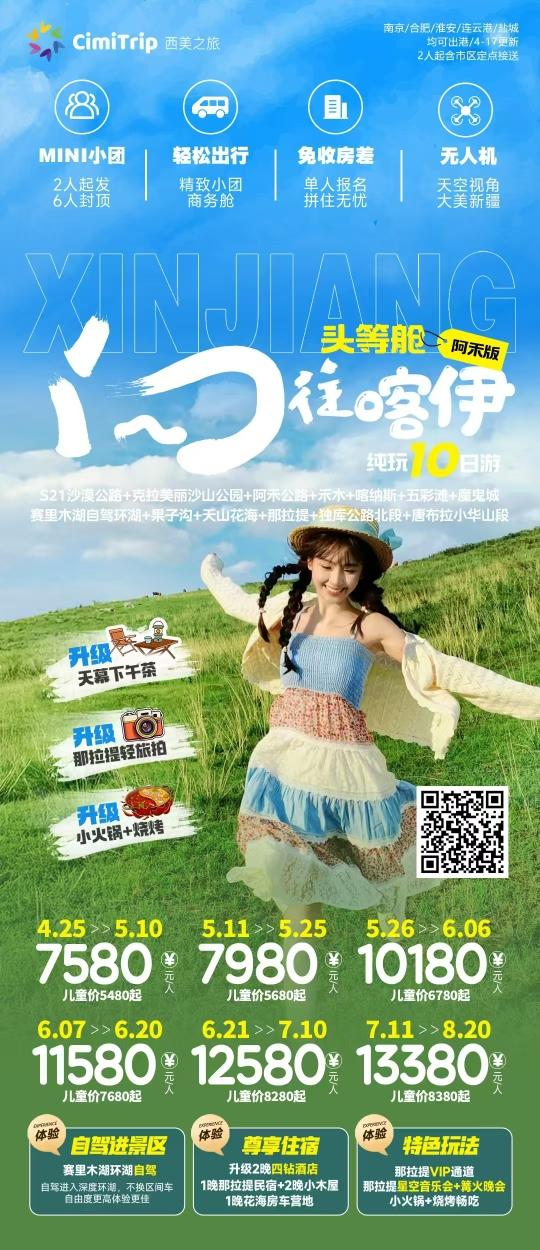 CimiTrip 西美之旅
南京/合肥/淮安/连云港/盐城
均可出港/4-17更新
2人起含市区定点接送
MINI小团
2人起发
6人封顶
轻松出行
精致小团
商务舱
免收房差
单人报名
拼住无忧
无人机
天空视角
大美新疆
XINJIANG
头等舱
阿禾版
往喀伊
纯玩10日游
S21沙漠公路+克拉美丽沙山公园+阿禾公路+禾木+喀纳斯+五彩滩+魔鬼城
赛里木湖自驾环湖+果子沟+天山花海+那拉提+独库公路北段+唐布拉小华山段
升级
天幕下午茶
升级
那拉提轻旅拍
升级
小火锅+烧烤
4.25>>5.10
7580¥元/人
儿童价5480起
5.11>>5.25
7980¥元/人
儿童价5680起
5.26>>6.06
10180¥元/人
儿童价6780起
6.07>>6.20
11580¥元/人
儿童价7680起
6.21>>7.10
12580¥元/人
儿童价8280起
7.11>>8.20
13380¥元/人
儿童价8380起
EXPERIENCE
体验
自驾进景区
赛里木湖环湖自驾
自驾进入深度环湖，不换区间车
自由度更高体验更佳
EXPERIENCE
体验
尊享住宿
升级2晚四钻酒店
1晚那拉提民宿+2晚小木屋
1晚花海房车营地
EXPERIENCE
体验
特色玩法
那拉提VIP通道
那拉提星空音乐会+篝火晚会
小火锅+烧烤畅吃